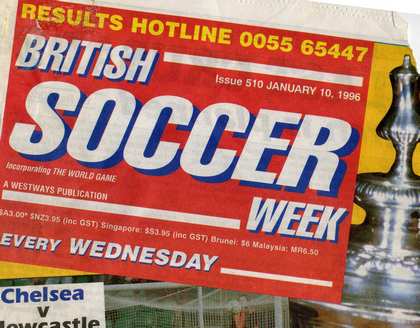 RESULTS HOTLINE 0055 65447
BRITISH
Issue 510 JANUARY 10, 1996
SOCCER
Incorporating THE WORLD GAME
A WESTWAYS PUBLICATION
WEEK
$A3.00* $NZ3.95 (inc GST) Singapore: S$3.95 (inc GST) Brunei: $6 Malaysia: MR6.50
EVERY WEDNESDAY
Chelsea
v
Newcastle